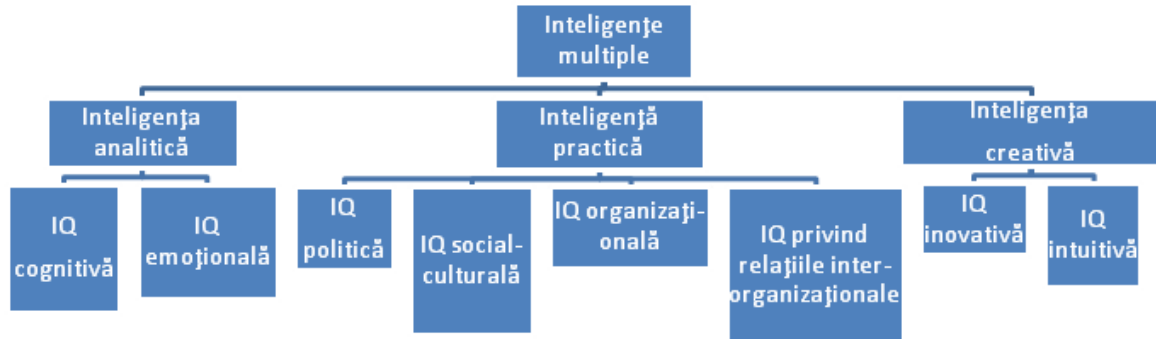 Inteligenţe
multiple
Inteligenţa
analitică
Inteligenţă
practică
Inteligenţa
creativă
IQ
cognitivă
IQ
emoţională
IQ
politică
IQ social-
culturală
IQ organizaţi-
onală
IQ privind
relaţiile inter-
organizaţionale
IQ
inovativă
IQ
intuitivă